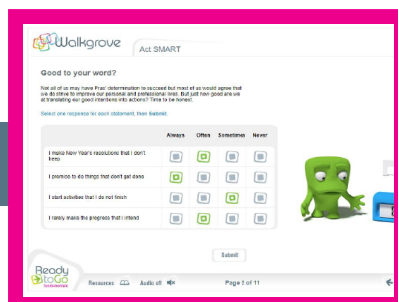 Walkgrove
Act SMART
Good to your word?
Not all of us may have Fras' determination to succeed but most of us would agree that
we do strive to improve our personal and professional lives. But just how good are we
at translating our good intentions into actions? Time to be honest.
Select one response for each statement, then Submit.
Always Often Sometimes Never
I make New Year's resolutions that I don't
keep
I promise to do things that don't get done
I start activities that I do not finish
I rarely make the progress that I intend
Submit
Ready
toGo
Resources Audio off Page 3 of 11